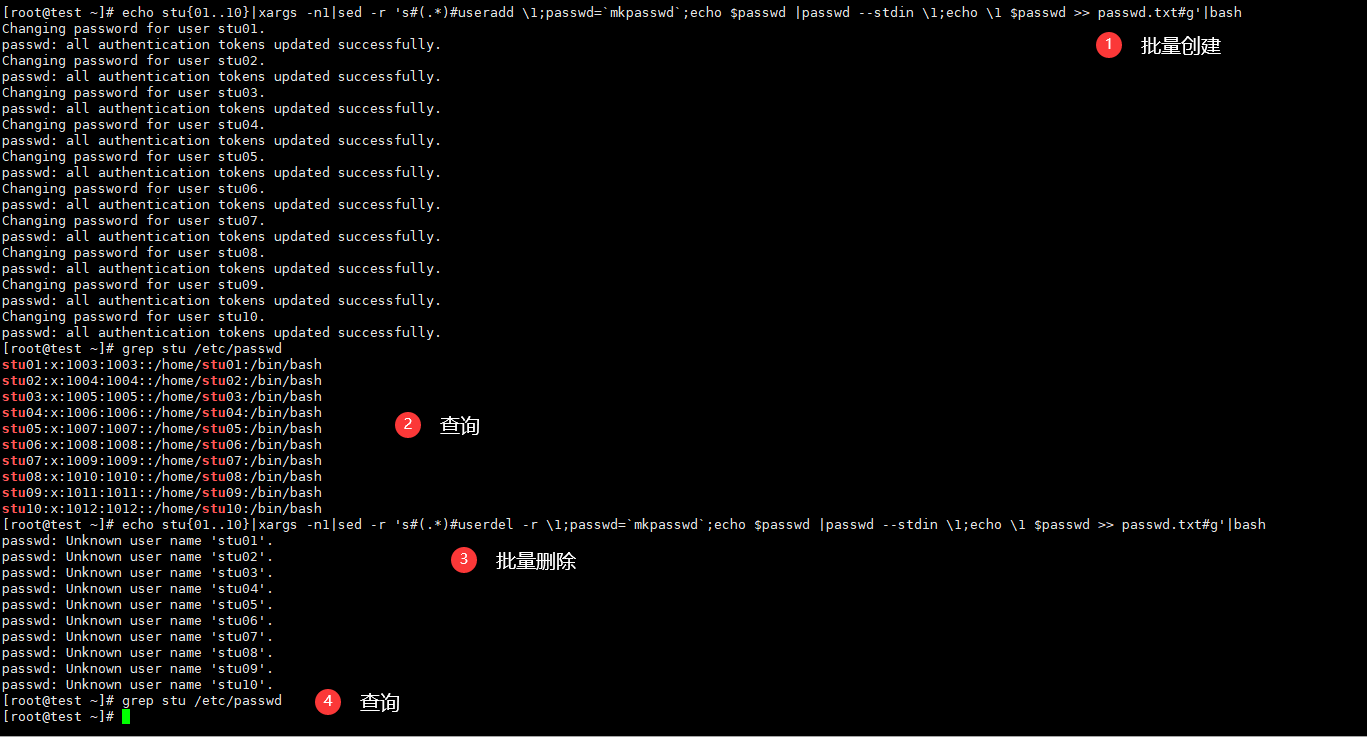 [root@test ~]# echo stu{01..10}|xargs -n1|sed -r 's#(.*)#useradd \1;passwd=`mkpasswd`;echo $passwd |passwd --stdin \1;echo \1 $passwd >> passwd.txt#g'|bash
Changing password for user stu01.
1 批量创建
passwd: all authentication tokens updated successfully.
Changing password for user stu02.
passwd: all authentication tokens updated successfully.
Changing password for user stu03.
passwd: all authentication tokens updated successfully.
Changing password for user stu04.
passwd: all authentication tokens updated successfully.
Changing password for user stu05.
passwd: all authentication tokens updated successfully.
Changing password for user stu06.
passwd: all authentication tokens updated successfully.
Changing password for user stu07.
passwd: all authentication tokens updated successfully.
Changing password for user stu08.
passwd: all authentication tokens updated successfully.
Changing password for user stu09.
passwd: all authentication tokens updated successfully.
Changing password for user stu10.
passwd: all authentication tokens updated successfully.
[root@test ~]# grep stu /etc/passwd
stu01:x:1003:1003::/home/stu01:/bin/bash
stu02:x:1004:1004::/home/stu02:/bin/bash
stu03:x:1005:1005::/home/stu03:/bin/bash
stu04:x:1006:1006::/home/stu04:/bin/bash
2 查询
stu05:x:1007:1007::/home/stu05:/bin/bash
stu06:x:1008:1008::/home/stu06:/bin/bash
stu07:x:1009:1009::/home/stu07:/bin/bash
stu08:x:1010:1010::/home/stu08:/bin/bash
stu09:x:1011:1011::/home/stu09:/bin/bash
stu10:x:1012:1012::/home/stu10:/bin/bash
[root@test ~]# echo stu{01..10}|xargs -n1|sed -r 's#(.*)#userdel -r \1;passwd=`mkpasswd`;echo $passwd |passwd --stdin \1;echo \1 $passwd >> passwd.txt#g'|bash
passwd: Unknown user name 'stu01'.
passwd: Unknown user name 'stu02'.
3 批量删除
passwd: Unknown user name 'stu03'.
passwd: Unknown user name 'stu04'.
passwd: Unknown user name 'stu05'.
passwd: Unknown user name 'stu06'.
passwd: Unknown user name 'stu07'.
passwd: Unknown user name 'stu08'.
passwd: Unknown user name 'stu09'.
passwd: Unknown user name 'stu10'.
[root@test ~]# grep stu /etc/passwd
4 查询
[root@test ~]#